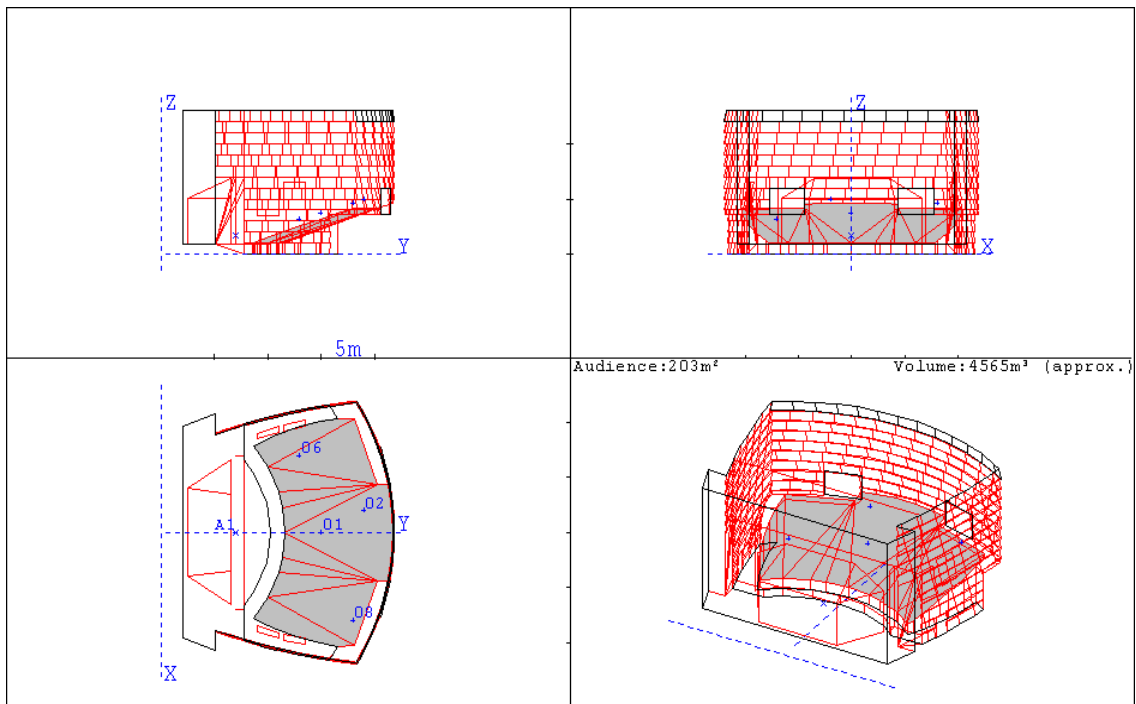 Z
Y
Z
X
5m
Audience:203m² Volume:4565m³ (approx.)
06
02
A1
01
Y
08
X